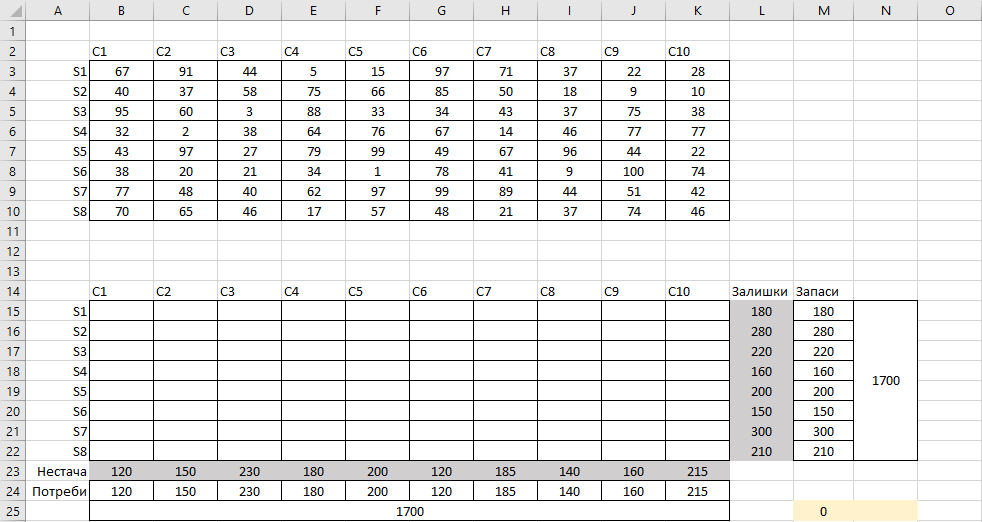 A B C D E F G H I J K L M N O
1
2 C1 C2 C3 C4 C5 C6 C7 C8 C9 C10
3 S1 67 91 44 5 15 97 71 37 22 28
4 S2 40 37 58 75 66 85 50 18 9 10
5 S3 95 60 3 88 33 34 43 37 75 38
6 S4 32 2 38 64 76 67 14 46 77 77
7 S5 43 97 27 79 99 49 67 96 44 22
8 S6 38 20 21 34 1 78 41 9 100 74
9 S7 77 48 40 62 97 99 89 44 51 42
10 S8 70 65 46 17 57 48 21 37 74 46
11
12
13
14 C1 C2 C3 C4 C5 C6 C7 C8 C9 C10 Залишки Запаси
15 S1 180 180
16 S2 280 280
17 S3 220 220
18 S4 160 160
1700
19 S5 200 200
20 S6 150 150
21 S7 300 300
22 S8 210 210
23 Нестача 120 150 230 180 200 120 185 140 160 215
24 Потреби 120 150 230 180 200 120 185 140 160 215
25 1700 0